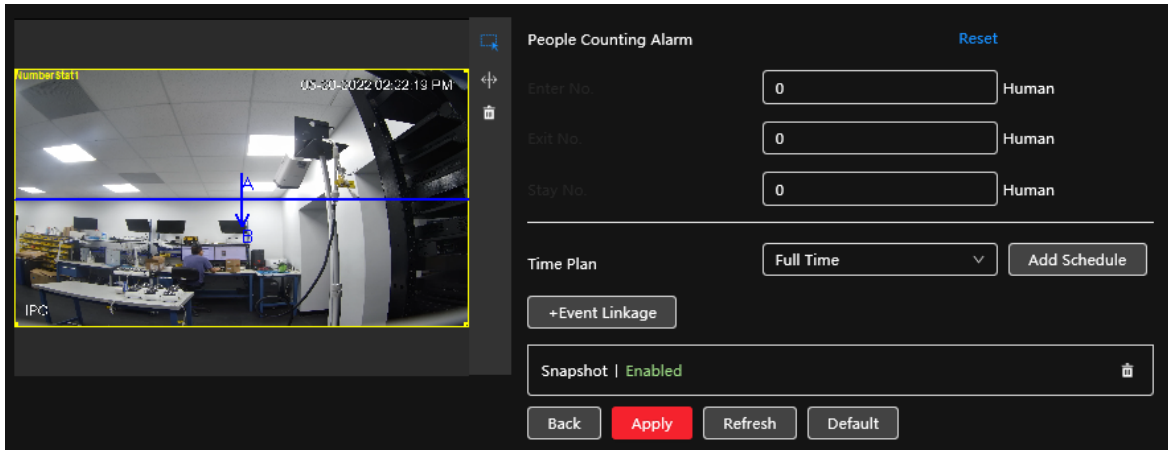 People Counting Alarm
Reset
NumberStat1
05-20-2022 02:22:19 PM
Enter No.
0
Human
Exit No.
0
Human
A
Stay No.
0
Human
B
Time Plan
Full Time
Add Schedule
IPC
+Event Linkage
Snapshot | Enabled
Back
Apply
Refresh
Default